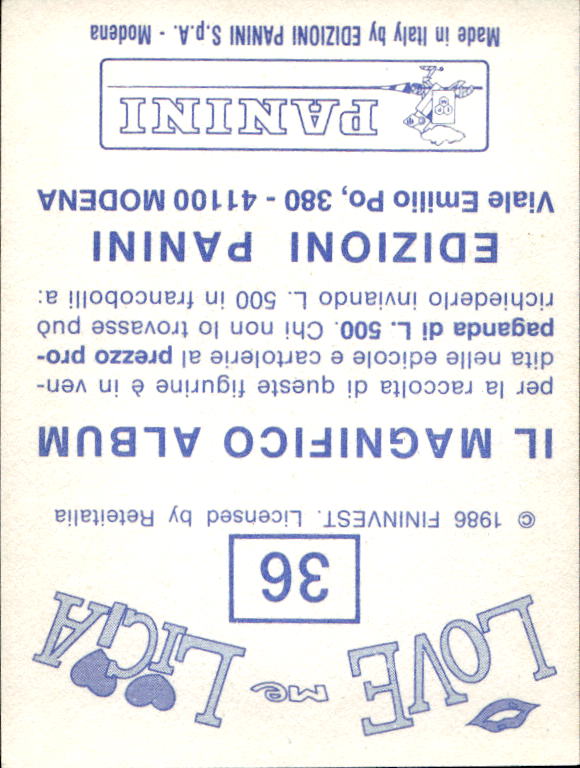 LOVE me LICIA
36
© 1986 FININVEST. Licensed by Reteitalia
IL MAGNIFICO ALBUM
per la raccolta di queste figurine è in ven-
dita nelle edicole e cartolerie al prezzo pro-
paganda di L. 500. Chi non lo trovasse può
richiederlo inviando L. 500 in francobolli a:
EDIZIONI PANINI
Viale Emilio Po, 380 - 41100 MODENA
PANINI
Made in Italy by EDIZIONI PANINI S.p.A. - Modena